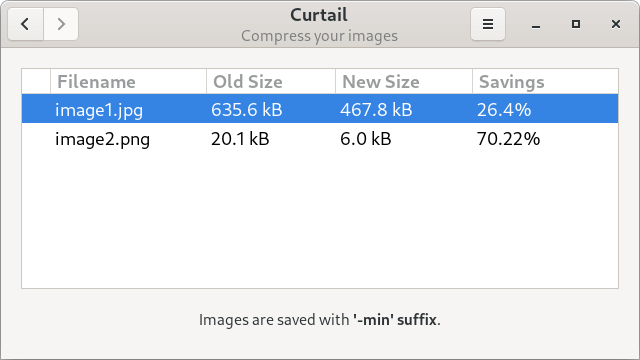 Curtail
Compress your images
Filename Old Size New Size Savings
image1.jpg 635.6 kB 467.8 kB 26.4%
image2.png 20.1 kB 6.0 kB 70.22%
Images are saved with '-min' suffix.